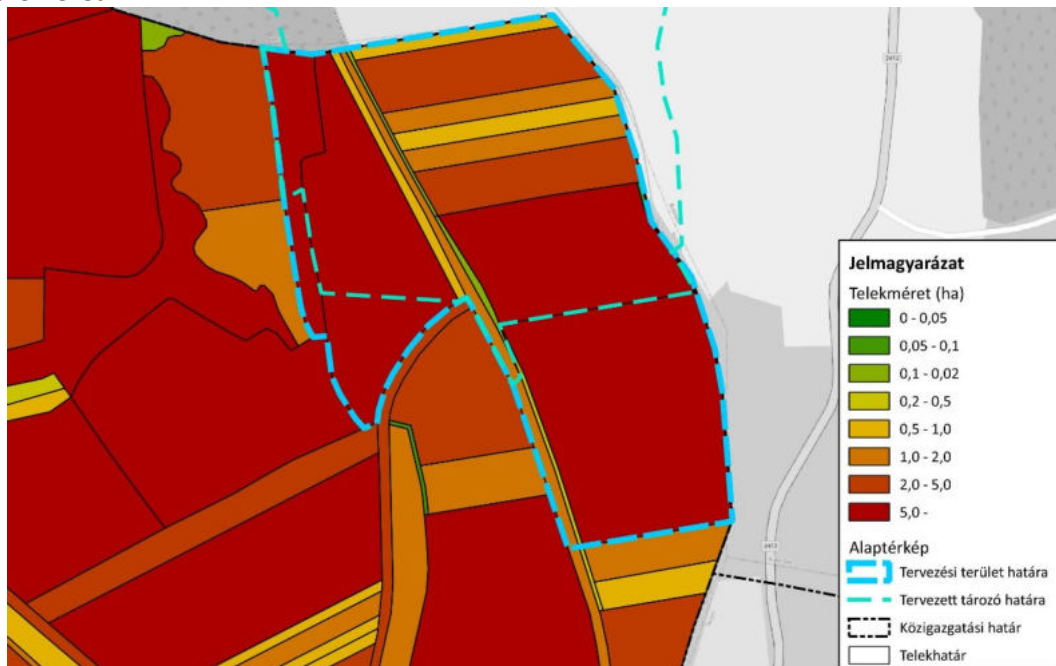 2412
2412
Jelmagyarázat
Telekméret (ha)
0 - 0,05
0,05 - 0,1
0,1 - 0,02
0,2 - 0,5
0,5 - 1,0
1,0 - 2,0
2,0 - 5,0
5,0 -
Alaptérkép
Tervezési terület határa
Tervezett tározó határa
Közigazgatási határ
Telekhatár